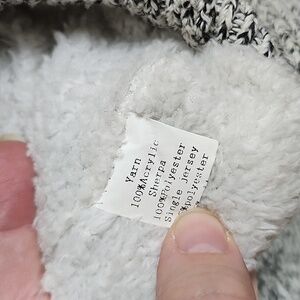 Yarn
100%Acrylic
Sherpa
100%Polyester
Single jersey
%polyester